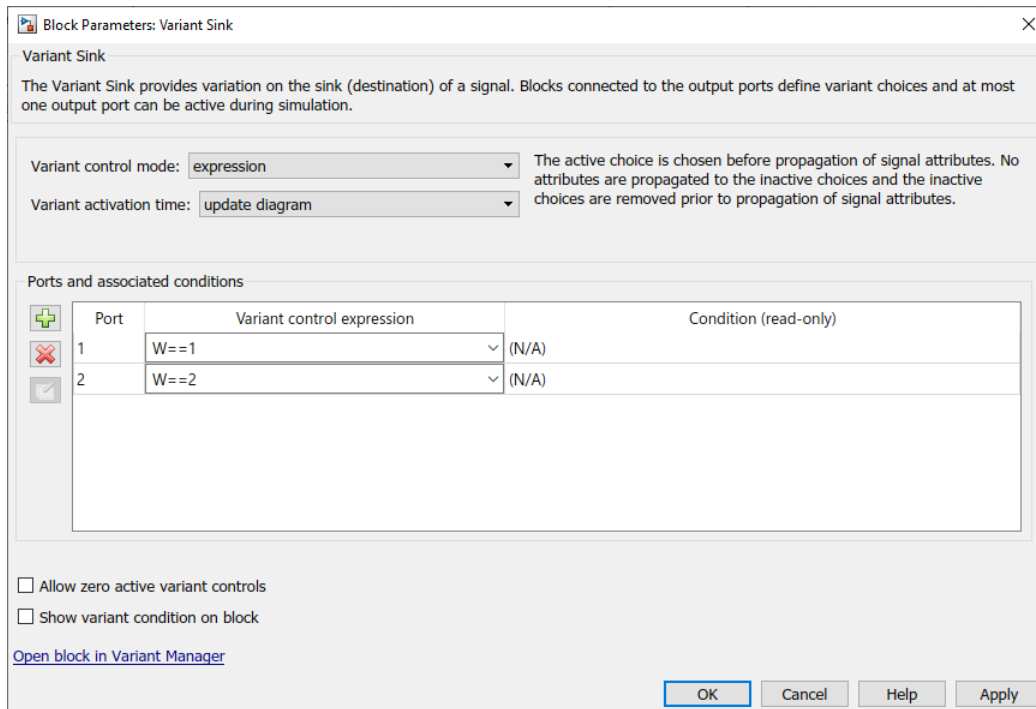 Block Parameters: Variant Sink
Variant Sink
The Variant Sink provides variation on the sink (destination) of a signal. Blocks connected to the output ports define variant choices and at most
one output port can be active during simulation.
Variant control mode: expression
The active choice is chosen before propagation of signal attributes. No
attributes are propagated to the inactive choices and the inactive
choices are removed prior to propagation of signal attributes.
Variant activation time: update diagram
Ports and associated conditions
Port Variant control expression Condition (read-only)
1 W==1 (N/A)
2 W==2 (N/A)
Allow zero active variant controls
Show variant condition on block
Open block in Variant Manager
OK Cancel Help Apply